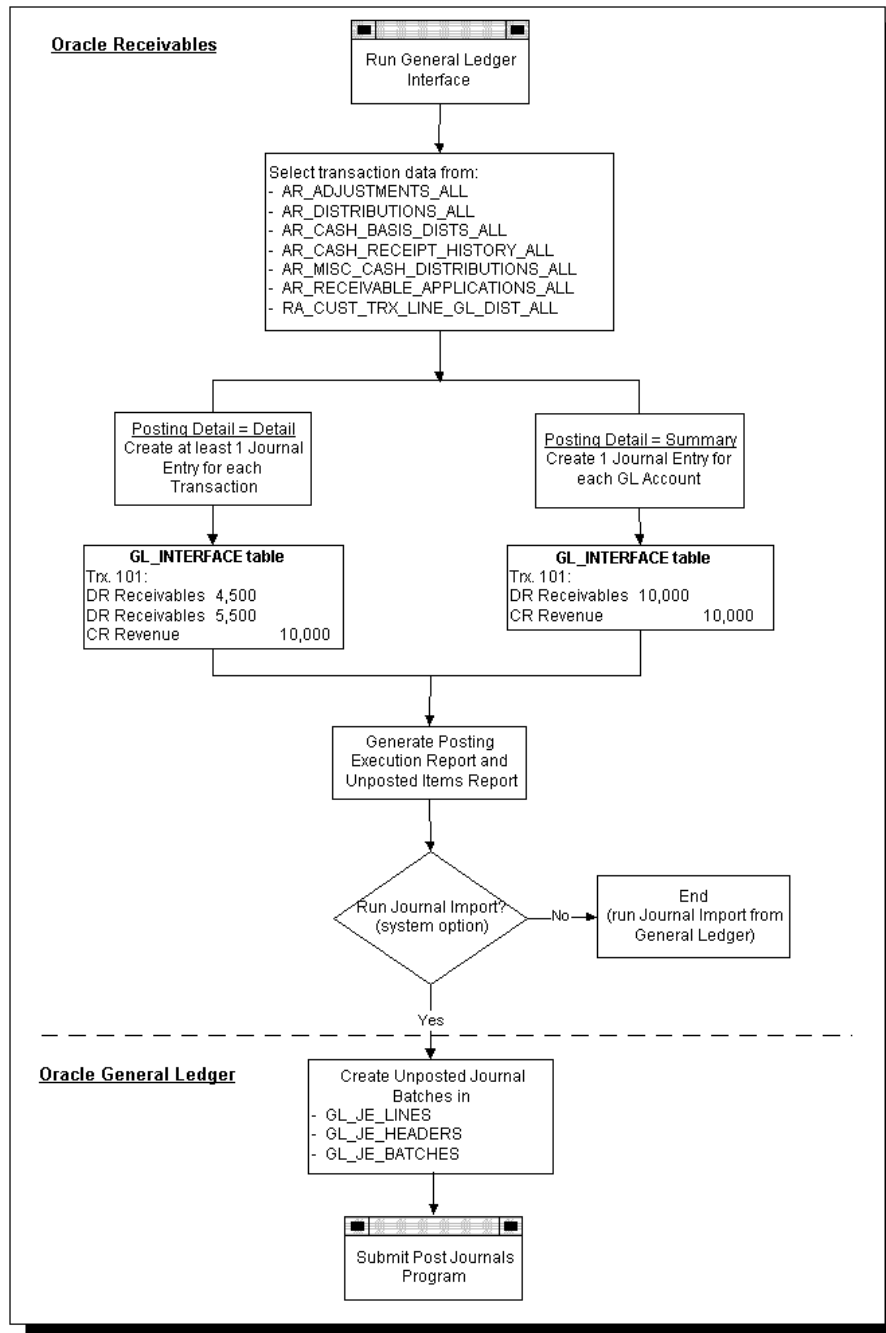 Oracle Receivables
Run General Ledger
Interface
Select transaction data from:
- AR_ADJUSTMENTS_ALL
- AR_DISTRIBUTIONS_ALL
- AR_CASH_BASIS_DISTS_ALL
- AR_CASH_RECEIPT_HISTORY_ALL
- AR_MISC_CASH_DISTRIBUTIONS_ALL
- AR_RECEIVABLE_APPLICATIONS_ALL
- RA_CUST_TRX_LINE_GL_DIST_ALL
Posting Detail = Detail
Create at least 1 Journal
Entry for each
Transaction
Posting Detail = Summary
Create 1 Journal Entry for
each GL Account
GL_INTERFACE table
Trx. 101:
DR Receivables 4,500
DR Receivables 5,500
CR Revenue 10,000
GL_INTERFACE table
Trx. 101:
DR Receivables 10,000
CR Revenue 10,000
Generate Posting
Execution Report and
Unposted Items Report
Run Journal Import?
(system option)
No
End
(run Journal Import from
General Ledger)
Yes
Oracle General Ledger
Create Unposted Journal
Batches in
- GL_JE_LINES
- GL_JE_HEADERS
- GL_JE_BATCHES
Submit Post Journals
Program